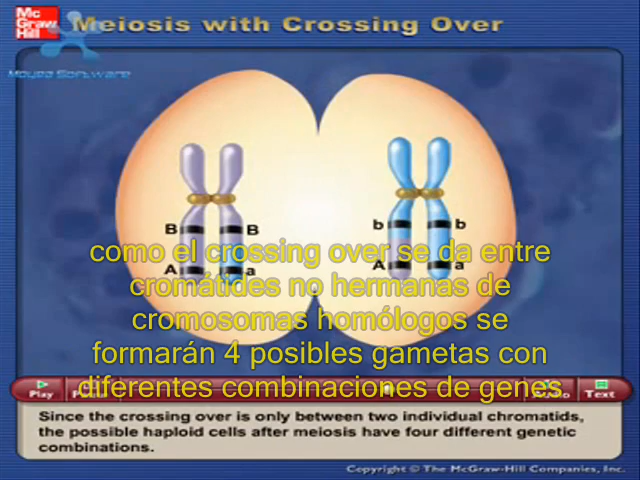 Mc
Graw
Hill
Meiosis with Crossing Over
Mouse Software
B B
b b
A a
A a
como el crossing over se da entre
cromátides no hermanas de
cromosomas homólogos se
formarán 4 posibles gametas con
diferentes combinaciones de genes
Play
Audio Text
Since the crossing over is only between two individual chromatids,
the possible haploid cells after meiosis have four different genetic
combinations.
Copyright © The McGraw-Hill Companies, Inc.